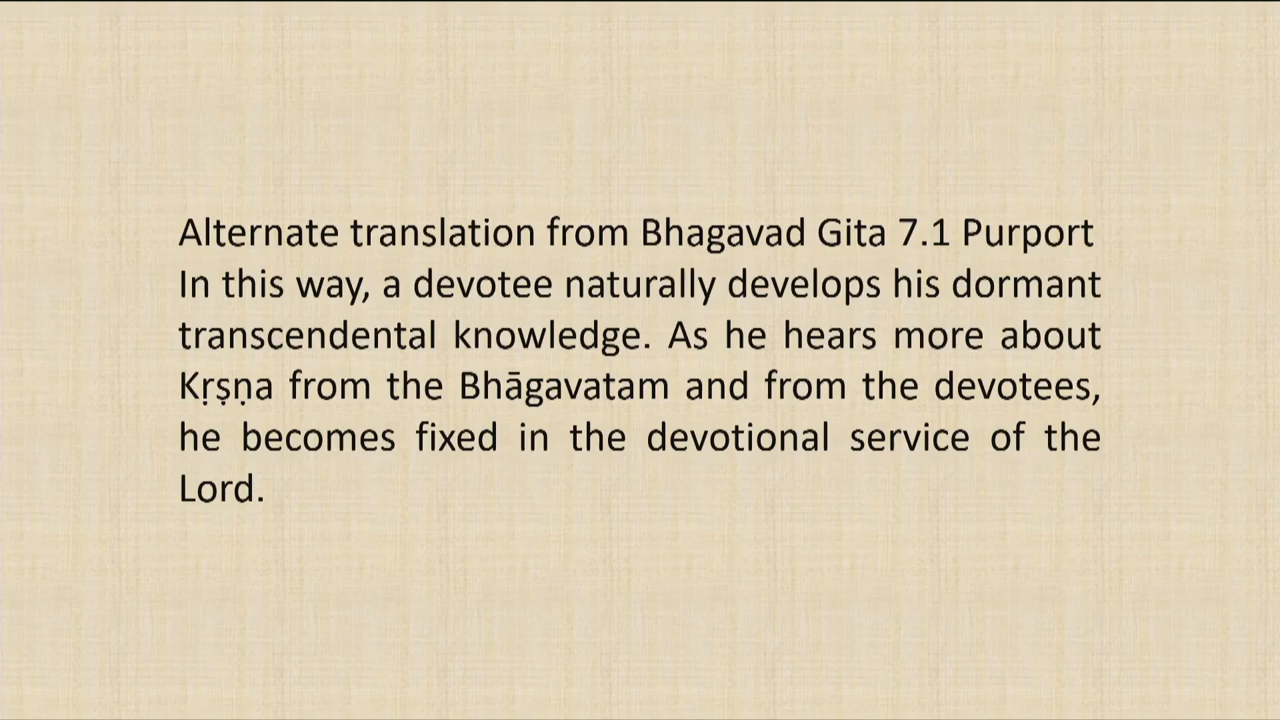 Alternate translation from Bhagavad Gita 7.1 Purport
In this way, a devotee naturally develops his dormant
transcendental knowledge. As he hears more about
Kṛṣṇa from the Bhāgavatam and from the devotees,
he becomes fixed in the devotional service of the
Lord.